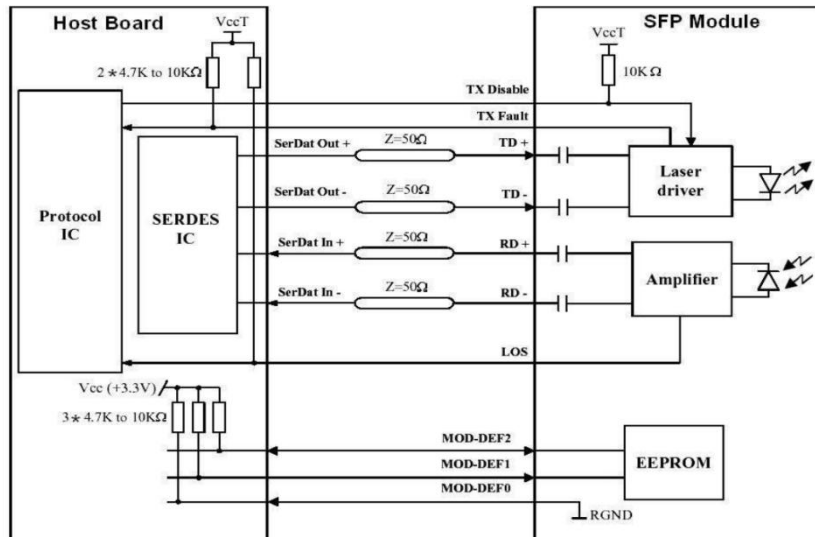 Host Board
SFP Module
VccT
VccT
2*4.7K to 10KΩ
10KΩ
TX Disable
TX Fault
SerDat Out +
Z=50Ω
TD +
SerDat Out -
Z=50Ω
TD -
Laser
driver
Protocol
IC
SERDES
IC
SerDat In +
Z=50Ω
RD +
SerDat In -
Z=50Ω
RD -
Amplifier
LOS
Vcc (+3.3V)
3*4.7K to 10KΩ
MOD-DEF2
MOD-DEF1
MOD-DEF0
EEPROM
RGND